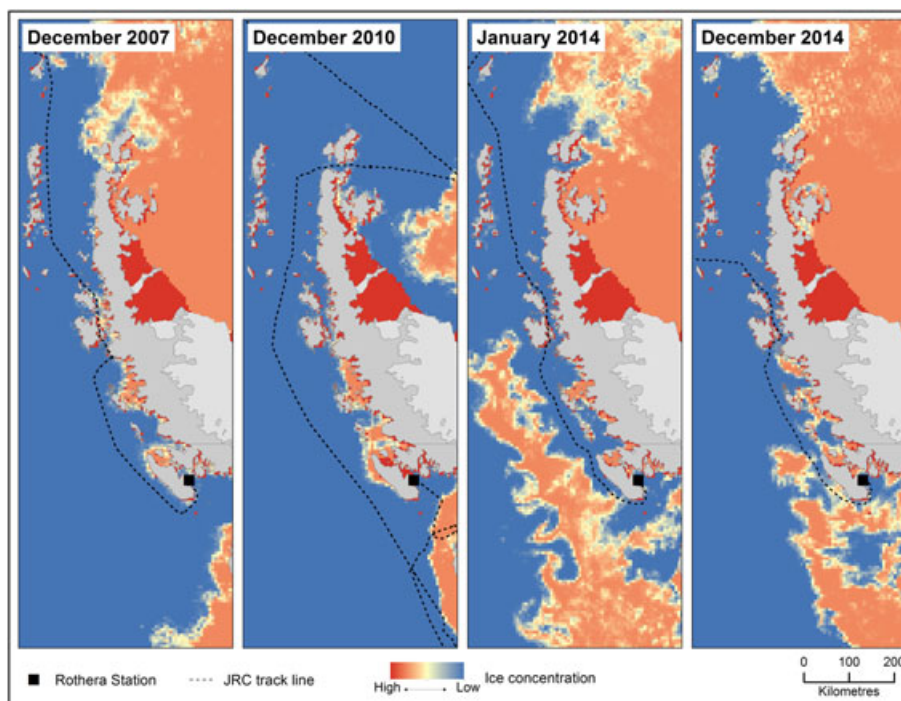 December 2007
December 2010
January 2014
December 2014
Rothera Station
JRC track line
High
Low
Ice concentration
0 100 200
Kilometres